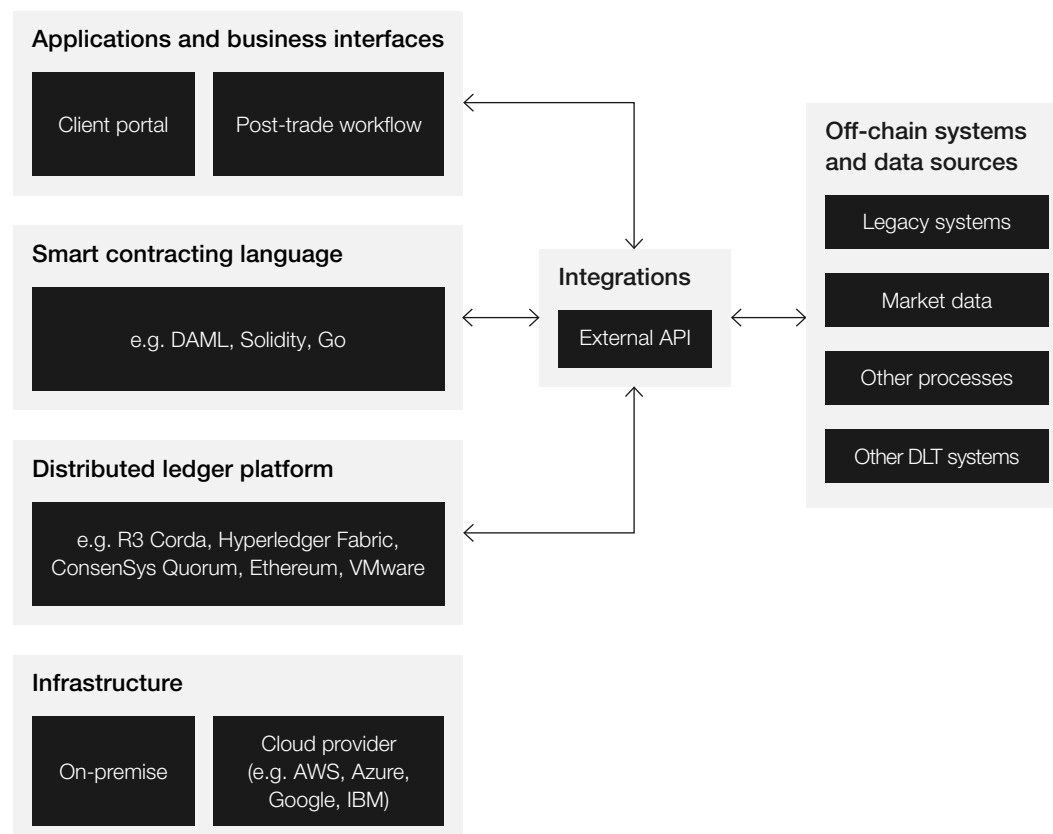 Applications and business interfaces
Client portal
Post-trade workflow
Smart contracting language
e.g. DAML, Solidity, Go
Distributed ledger platform
e.g. R3 Corda, Hyperledger Fabric,
ConsenSys Quorum, Ethereum, VMware
Infrastructure
On-premise
Cloud provider
(e.g. AWS, Azure,
Google, IBM)
Integrations
External API
Off-chain systems
and data sources
Legacy systems
Market data
Other processes
Other DLT systems